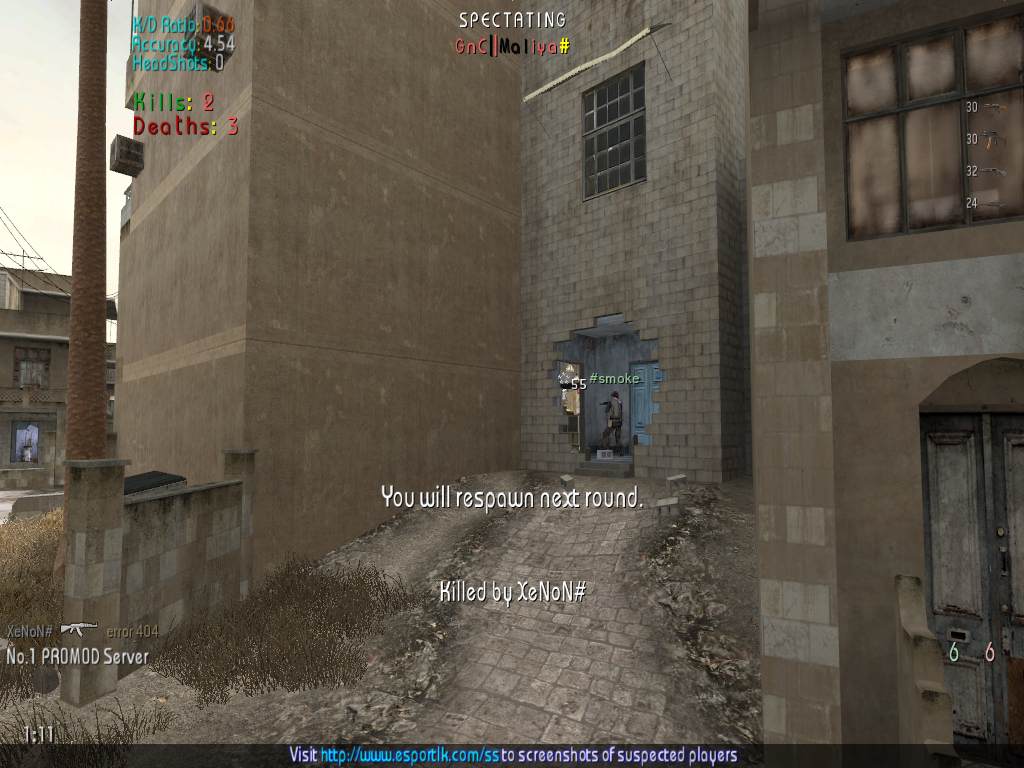 K/D Ratio: 0.66
Accuracy: 4.54
HeadShots: 0
Kills: 2
Deaths: 3
SPECTATING
GnC||Maliya#
30
30
32
24
55
#smoke
You will respawn next round.
Killed by XeNoN#
XeNoN# error 404
No.1 PROMOD Server
6 6
1:11
Visit http://www.esportlk.com/ss to screenshots of suspected players